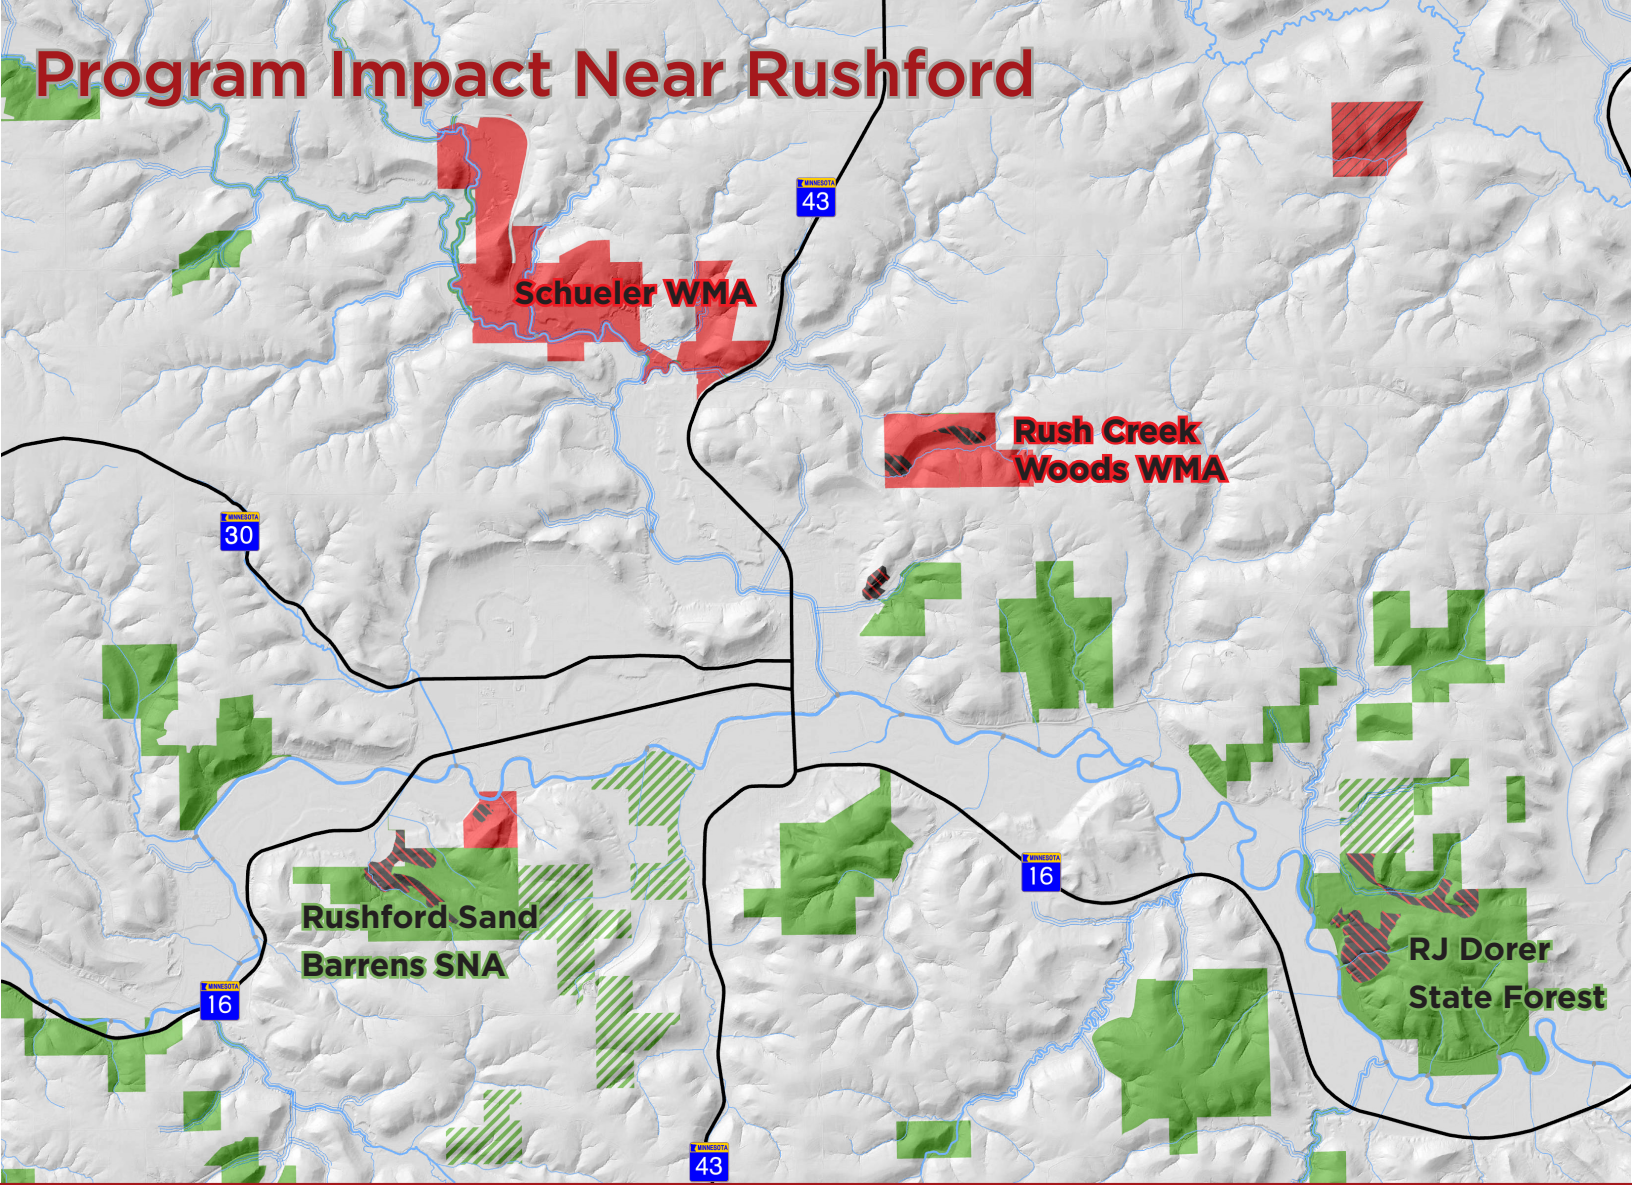 Program Impact Near Rushford
MINNESOTA
43
Schueler WMA
Rush Creek
Woods WMA
MINNESOTA
30
MINNESOTA
16
Rushford Sand
Barrens SNA
RJ Dorer
State Forest
MINNESOTA
16
MINNESOTA
43